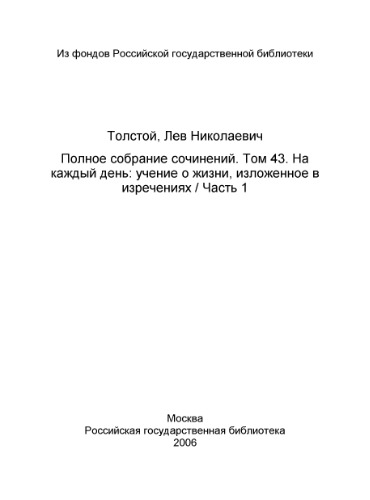 Из фондов Российской государственной библиотеки
Толстой, Лев Николаевич
Полное собрание сочинений. Том 43. На
каждый день: учение о жизни, изложенное в
изречениях / Часть 1
Москва
Российская государственная библиотека
2006